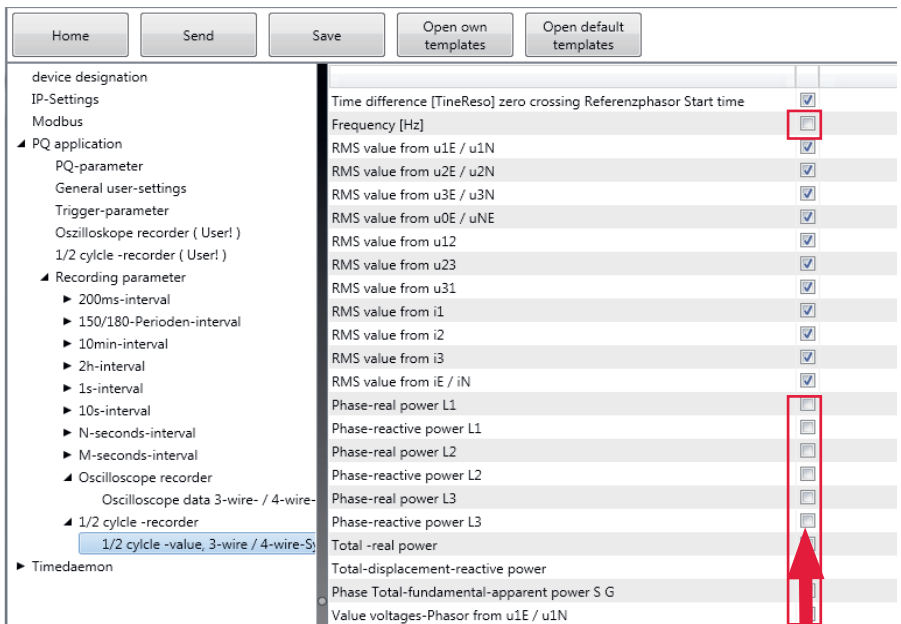 Home
Send
Save
Open own
templates
Open default
templates
device designation
IP-Settings
Modbus
PQ application
PQ-parameter
General user-settings
Trigger-parameter
Oszilloskope recorder ( User! )
1/2 cylcle -recorder ( User! )
Recording parameter
200ms-interval
150/180-Perioden-interval
10min-interval
2h-interval
1s-interval
10s-interval
N-seconds-interval
M-seconds-interval
Oscilloscope recorder
Oscilloscope data 3-wire- / 4-wire-
1/2 cylcle -recorder
1/2 cylcle -value, 3-wire / 4-wire-Sy
Timedaemon
Time difference [TineReso] zero crossing Referenzphasor Start time
Frequency [Hz]
RMS value from u1E / u1N
RMS value from u2E / u2N
RMS value from u3E / u3N
RMS value from u0E / uNE
RMS value from u12
RMS value from u23
RMS value from u31
RMS value from i1
RMS value from i2
RMS value from i3
RMS value from iE / iN
Phase-real power L1
Phase-reactive power L1
Phase-real power L2
Phase-reactive power L2
Phase-real power L3
Phase-reactive power L3
Total -real power
Total-displacement-reactive power
Phase Total-fundamental-apparent power S G
Value voltages-Phasor from u1E / u1N